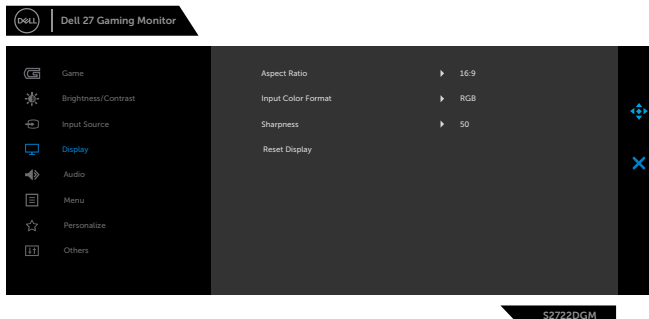 DELL
Dell 27 Gaming Monitor
Game
Aspect Ratio 16:9
Brightness/Contrast
Input Color Format RGB
Input Source
Sharpness 50
Display
Reset Display
Audio
Menu
Personalize
Others
S2722DGM